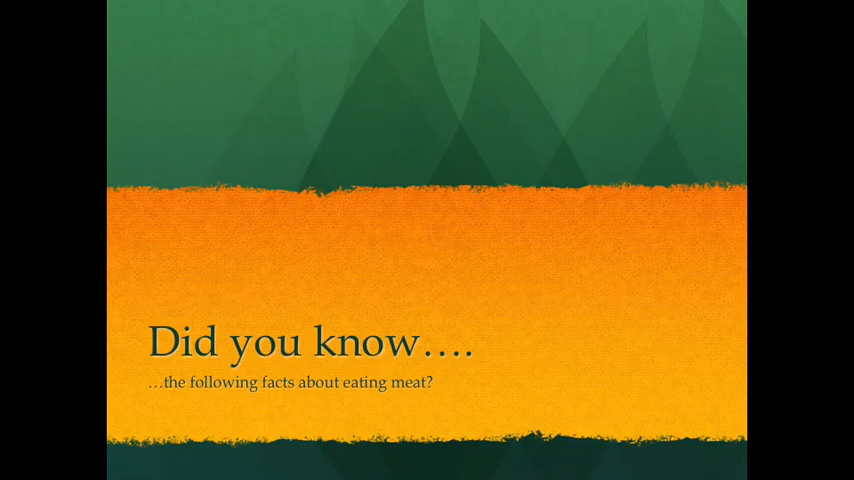 Did you know….
…the following facts about eating meat?